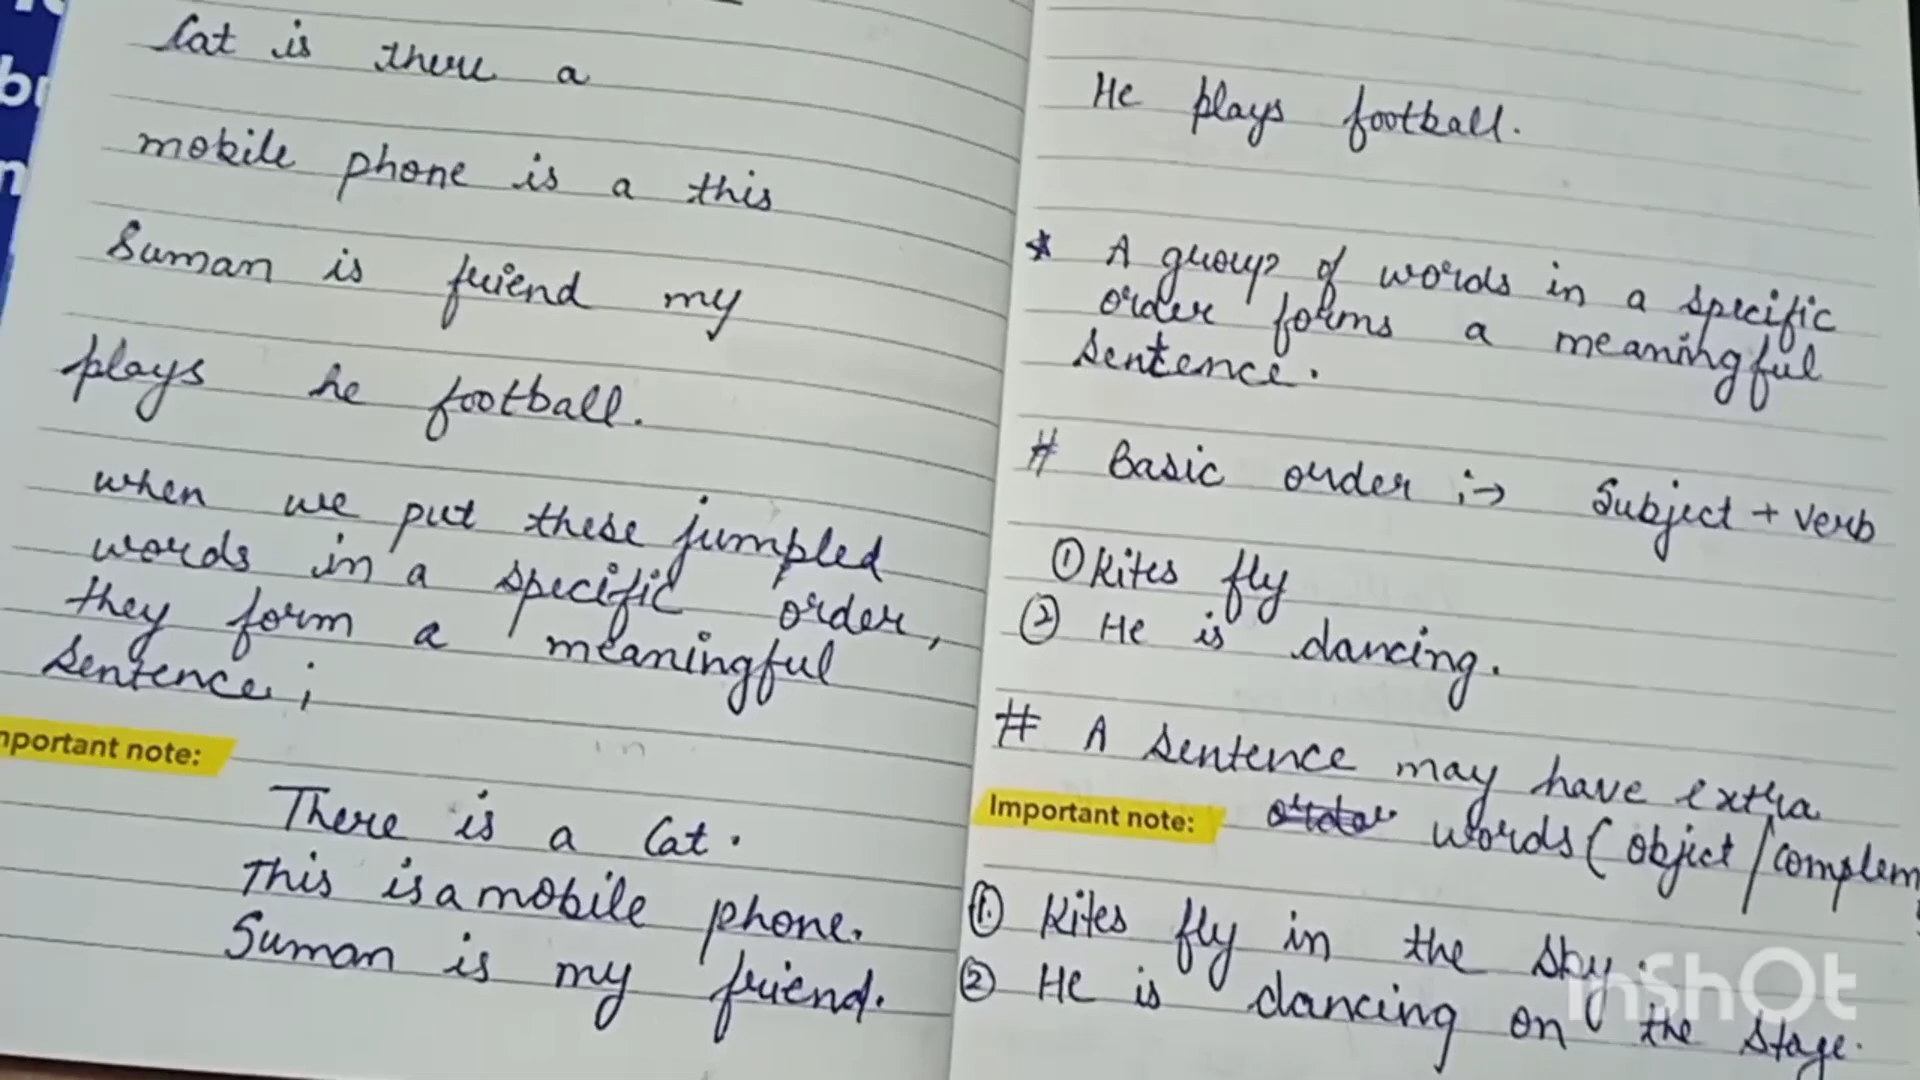 Cat is there a
mobile phone is a this
Suman is friend my
plays he football.
when we put these jumpled
words in a specific order,
they form a meaningful
sentence;
mportant note:
There is a Cat.
This is a mobile phone.
Suman is my friend.
He plays football.
* A group of words in a specific
order forms a meaningful
sentence.
# Basic order :→ Subject + verb
① Kites fly
② He is dancing.
# A sentence may have extra
Important note: words (object/complem
① Kites fly in the sky.
② He is dancing on the stage.
InShOt